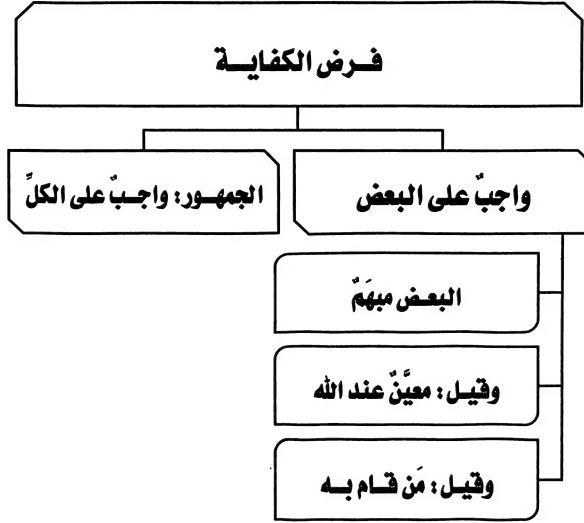 فرض الكفاية
واجبٌ على البعض
الجمهور: واجبٌ على الكلِّ
البعض مبهَمٌ
وقيل: معيَّنٌ عند الله
وقيل: مَن قام به